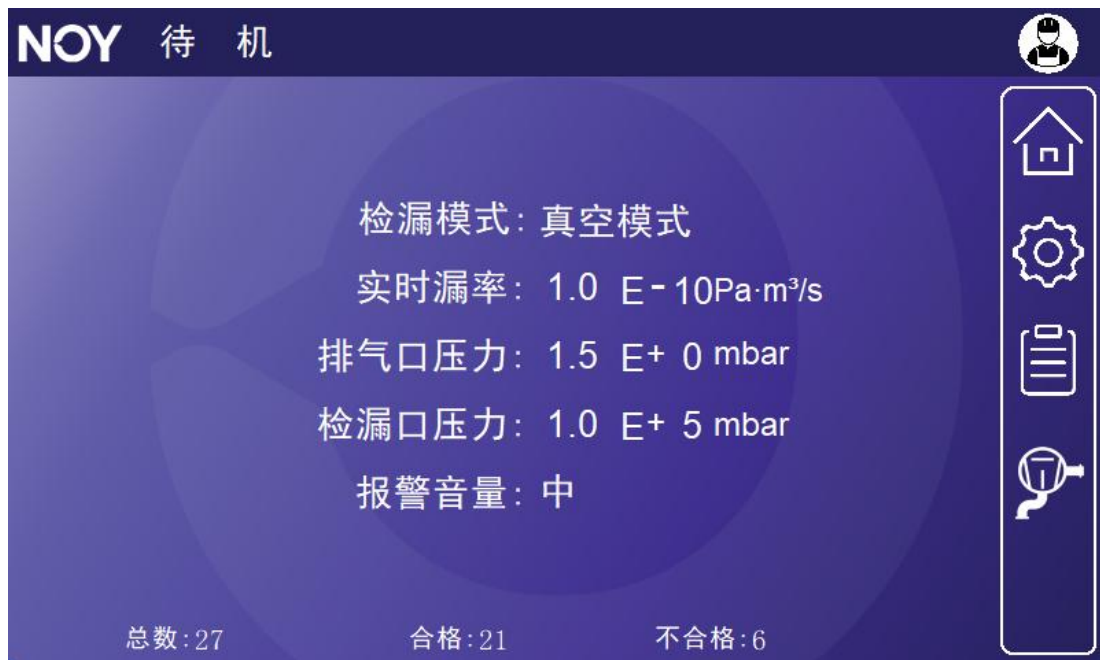 NOY 待 机
检漏模式: 真空模式
实时漏率: 1.0 E-10Pa·m³/s
排气口压力: 1.5 E+ 0 mbar
检漏口压力: 1.0 E+ 5 mbar
报警音量: 中
总数:27 合格:21 不合格:6